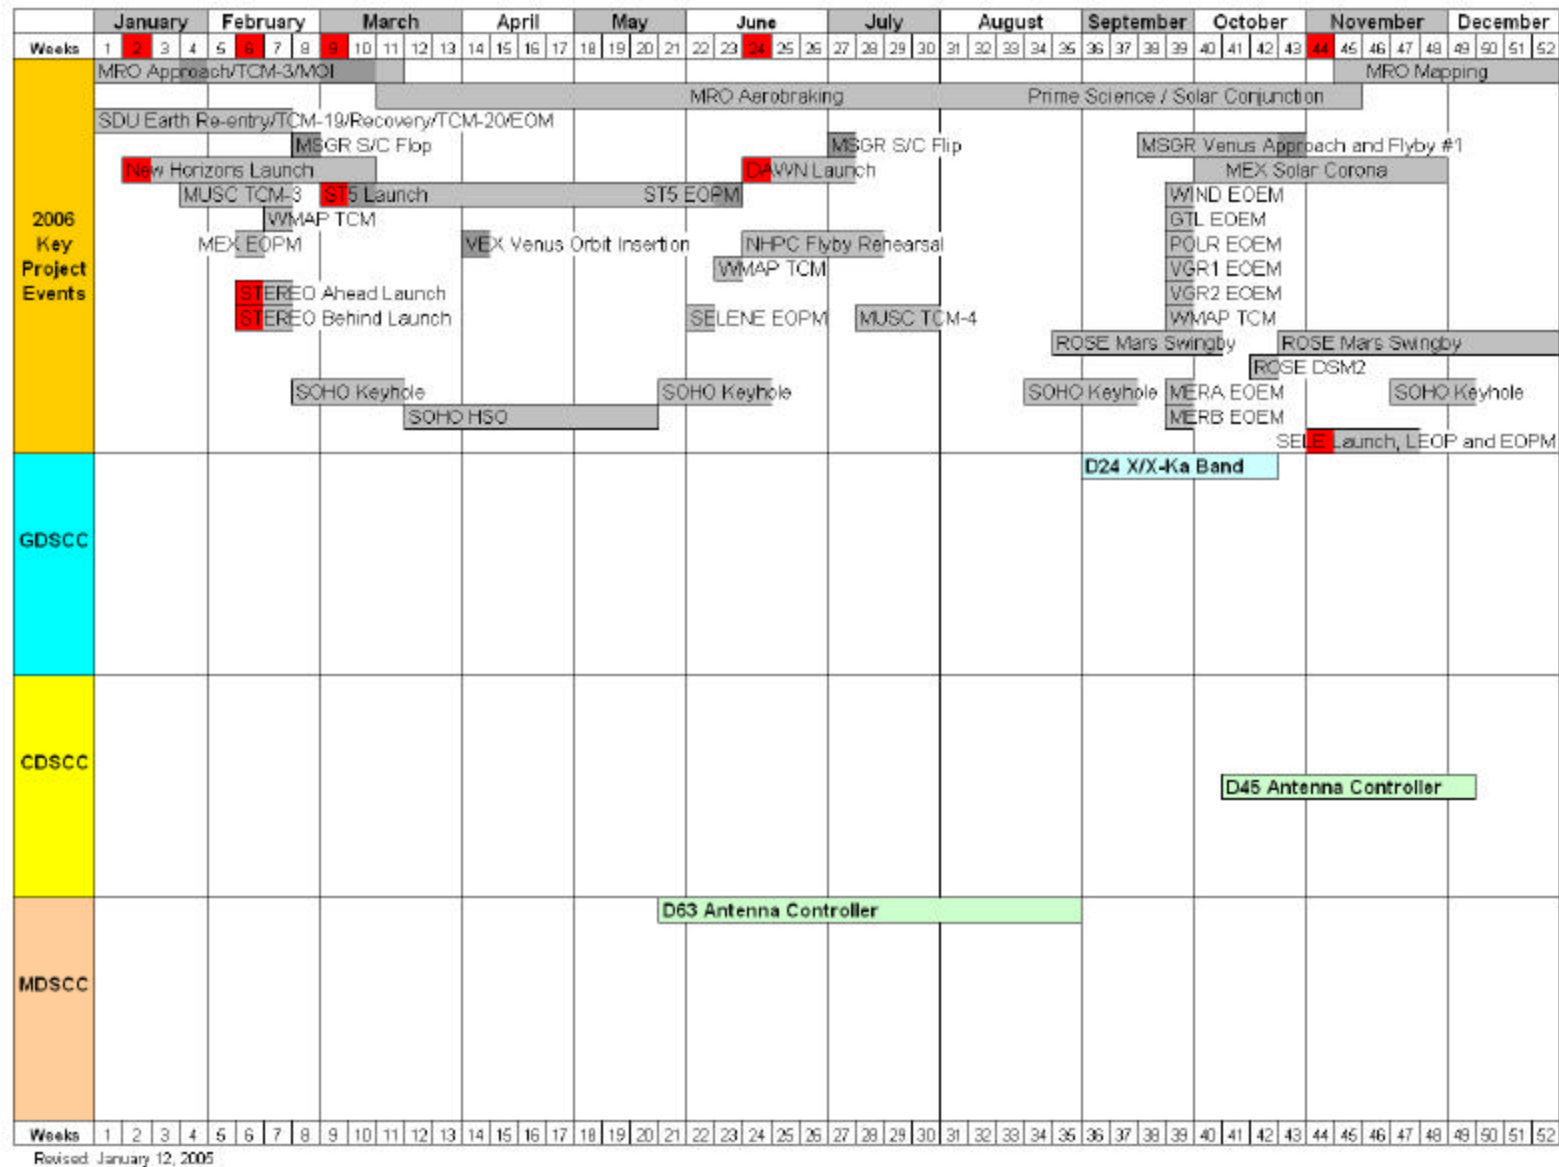 January February March April May June July August September October November December
Weeks 1 2 3 4 5 6 7 8 9 10 11 12 13 14 15 16 17 18 19 20 21 22 23 24 25 26 27 28 29 30 31 32 33 34 35 36 37 38 39 40 41 42 43 44 45 46 47 48 49 50 51 52
MRO Approach/TCM-3/MOI MRO Mapping
MRO Aerobraking Prime Science / Solar Conjunction
SDU Earth Re-entry/TCM-19/Recovery/TCM-20/EOM
MSGR S/C Flop MSGR S/C Flip MSGR Venus Approach and Flyby #1
New Horizons Launch DAWN Launch MEX Solar Corona
MUSC TCM-3 ST5 Launch ST5 EOPM WIND EOEM
2006
Key
Project
Events
WMAP TCM GTL EOEM
MEX EOPM VEX Venus Orbit Insertion NHPC Flyby Rehearsal POLR EOEM
WMAP TCM VGR1 EOEM
STEREO Ahead Launch VGR2 EOEM
STEREO Behind Launch SELENE EOPM MUSC TCM-4 WMAP TCM
ROSE Mars Swingby ROSE Mars Swingby
ROSE DSM2
SOHO Keyhole SOHO Keyhole SOHO Keyhole MERA EOEM SOHO Keyhole
SOHO HSO MERB EOEM
SELE Launch, LEOP and EOPM
D24 X/X-Ka Band
GDSCC
CDSCC
D45 Antenna Controller
D63 Antenna Controller
MDSCC
Weeks 1 2 3 4 5 6 7 8 9 10 11 12 13 14 15 16 17 18 19 20 21 22 23 24 25 26 27 28 29 30 31 32 33 34 35 36 37 38 39 40 41 42 43 44 45 46 47 48 49 50 51 52
Revised: January 12, 2005